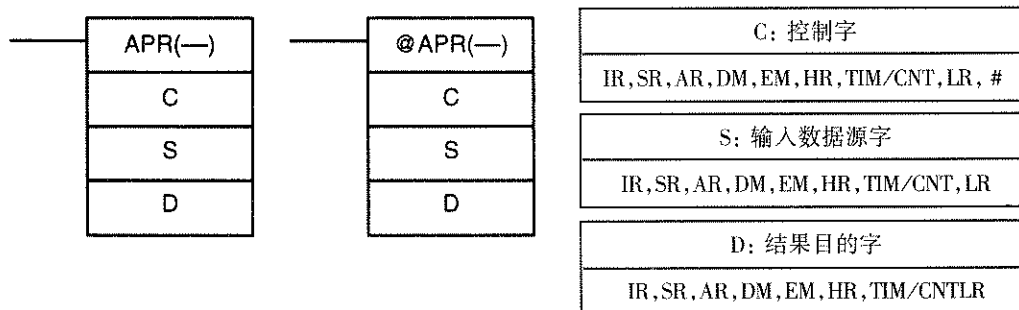 APR(—)
C
S
D
@APR(—)
C
S
D
C: 控制字
IR,SR,AR,DM,EM,HR,TIM/CNT,LR, #
S: 输入数据源字
IR,SR,AR,DM,EM,HR,TIM/CNT,LR
D: 结果目的字
IR,SR,AR,DM,EM,HR,TIM/CNTLR